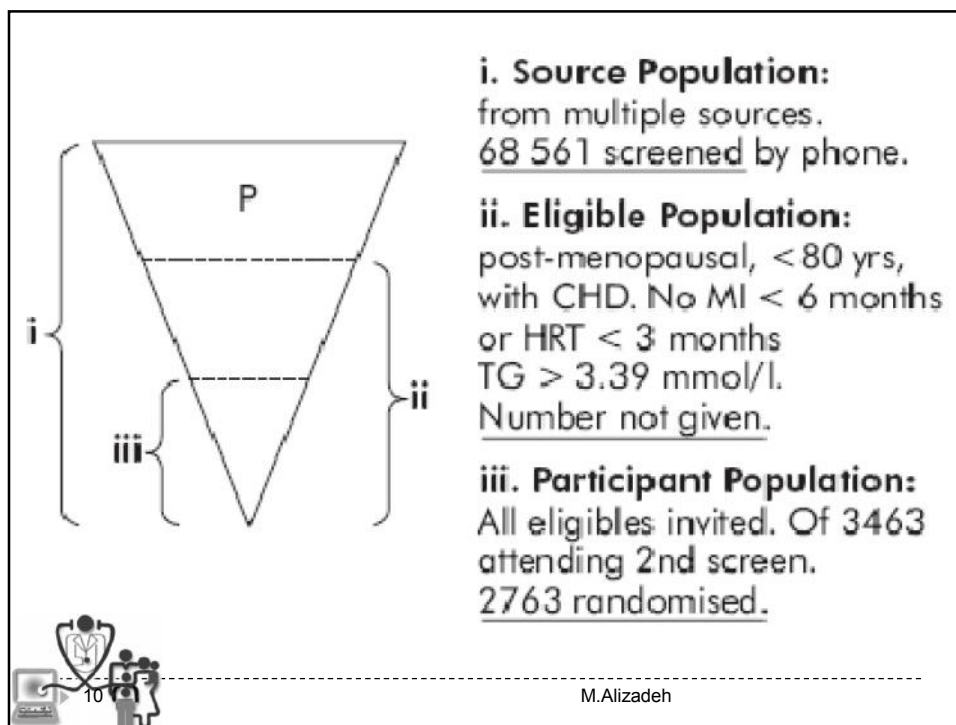 i. Source Population:
from multiple sources.
68 561 screened by phone.
P
ii. Eligible Population:
post-menopausal, <80 yrs,
with CHD. No MI < 6 months
or HRT < 3 months
TG > 3.39 mmol/l.
Number not given.
i
ii
iii
iii. Participant Population:
All eligibles invited. Of 3463
attending 2nd screen.
2763 randomised.
10
M.Alizadeh